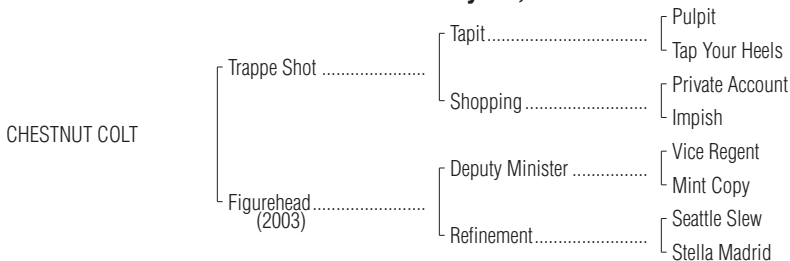 Pulpit
Tapit................................
Tap Your Heels
Trappe Shot ......................
Private Account
Shopping.........................
Impish
CHESTNUT COLT
Vice Regent
Deputy Minister ................
Mint Copy
Figurehead........................
(2003)
Seattle Slew
Refinement.......................
Stella Madrid